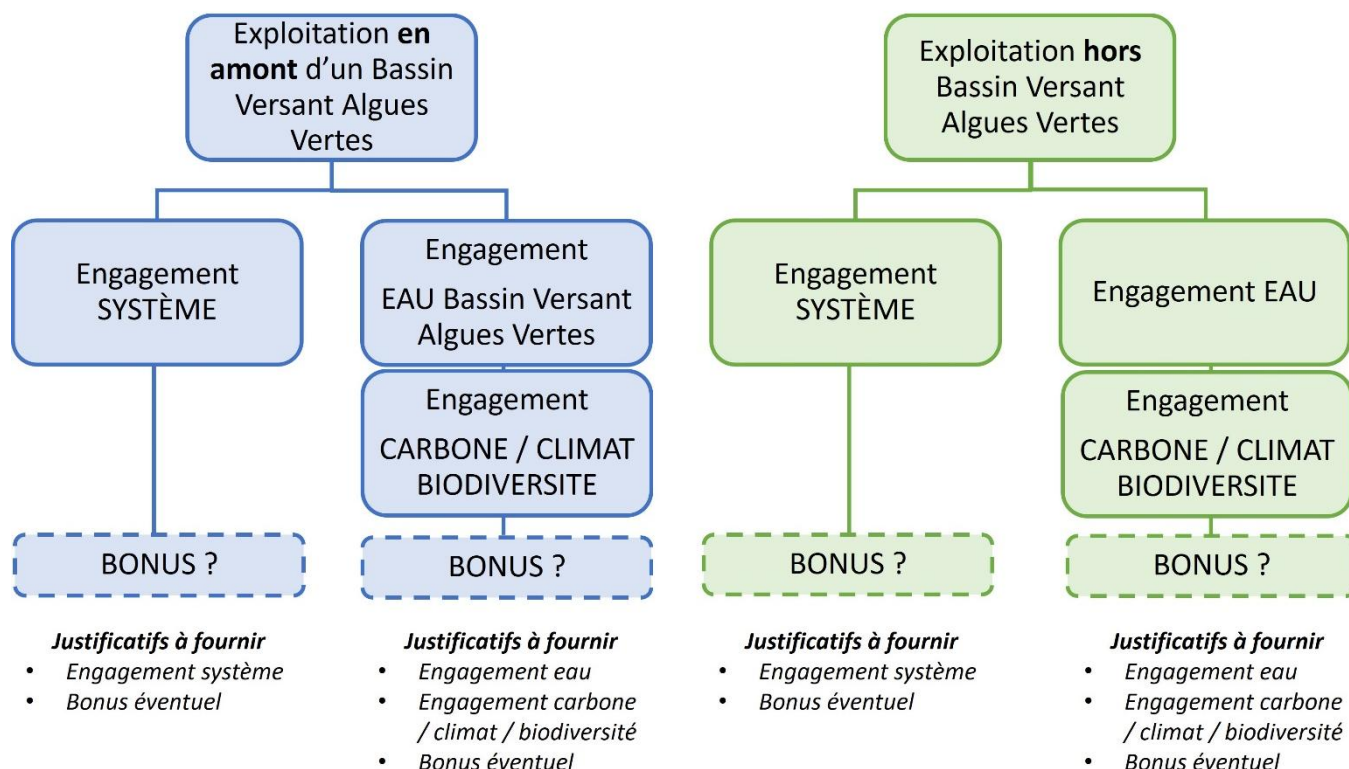 Exploitation en
amont d’un Bassin
Versant Algues
Vertes
Exploitation hors
Bassin Versant
Algues Vertes
Engagement
SYSTÈME
Engagement
EAU Bassin Versant
Algues Vertes
Engagement
SYSTÈME
Engagement EAU
Engagement
CARBONE / CLIMAT
BIODIVERSITE
Engagement
CARBONE / CLIMAT
BIODIVERSITE
BONUS ?
BONUS ?
BONUS ?
BONUS ?
Justificatifs à fournir
• Engagement système
• Bonus éventuel
Justificatifs à fournir
• Engagement eau
• Engagement carbone
/ climat / biodiversité
• Bonus éventuel
Justificatifs à fournir
• Engagement système
• Bonus éventuel
Justificatifs à fournir
• Engagement eau
• Engagement carbone
/ climat / biodiversité
• Bonus éventuel